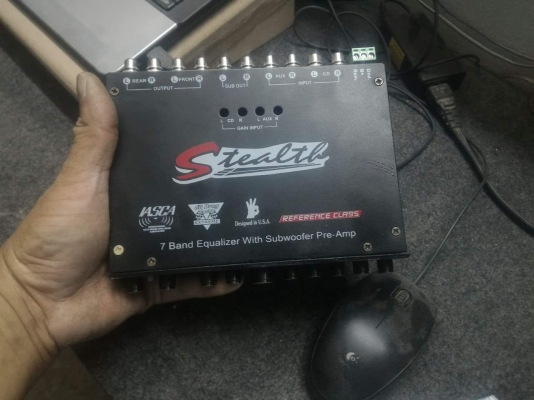 L REAR R L FRONT R L R L AUX R L CD R
OUTPUT SUB OUT INPUT
L CD R L AUX R
GAIN INPUT
Stealth
IASCA
Designed in U.S.A.
REFERENCE CLASS
7 Band Equalizer With Subwoofer Pre-Amp